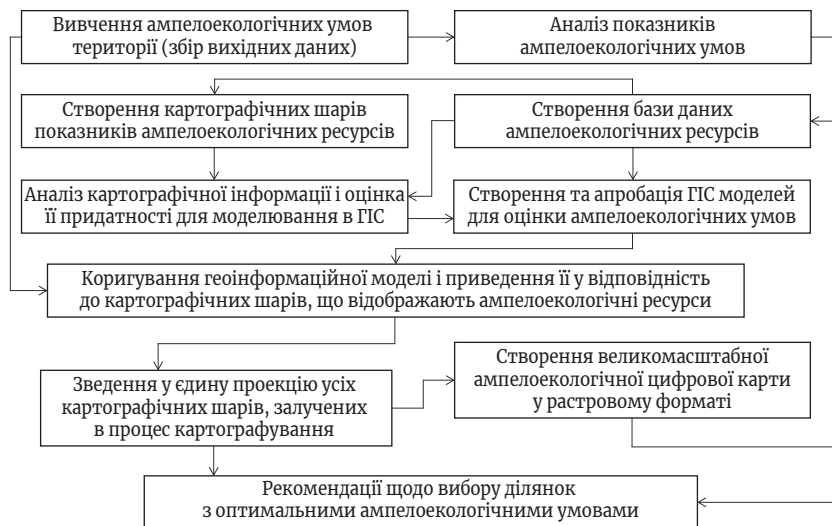 Вивчення ампелоекологічних умов
території (збір вихідних даних)
Аналіз показників
ампелоекологічних умов
Створення картографічних шарів
показників ампелоекологічних ресурсів
Створення бази даних
ампелоекологічних ресурсів
Аналіз картографічної інформації і оцінка
її придатності для моделювання в ГІС
Створення та апробація ГІС моделей
для оцінки ампелоекологічних умов
Коригування геоінформаційної моделі і приведення її у відповідність
до картографічних шарів, що відображають ампелоекологічні ресурси
Зведення у єдину проекцію усіх
картографічних шарів, залучених
в процес картографування
Створення великомасштабної
ампелоекологічної цифрової карти
у растровому форматі
Рекомендації щодо вибору ділянок
з оптимальними ампелоекологічними умовами